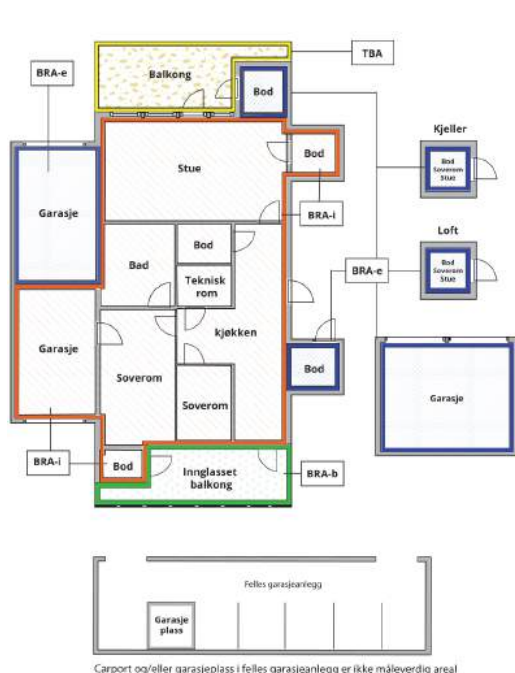 TBA
BRA-e
Balkong
Bod
Kjeller
Bod
Soverom
Stue
Stue
Bod
BRA-i
Garasje
Loft
Bod
Soverom
Stue
Bad
Bod
Teknisk
rom
BRA-e
kjøkken
Garasje
Soverom
Soverom
Bod
Garasje
BRA-i
Bod
Innglasset
balkong
BRA-b
Felles garasjeanlegg
Garasje
plass
Carport og/eller garasjeplass i felles garasjeanlegg er ikke måleverdig areal